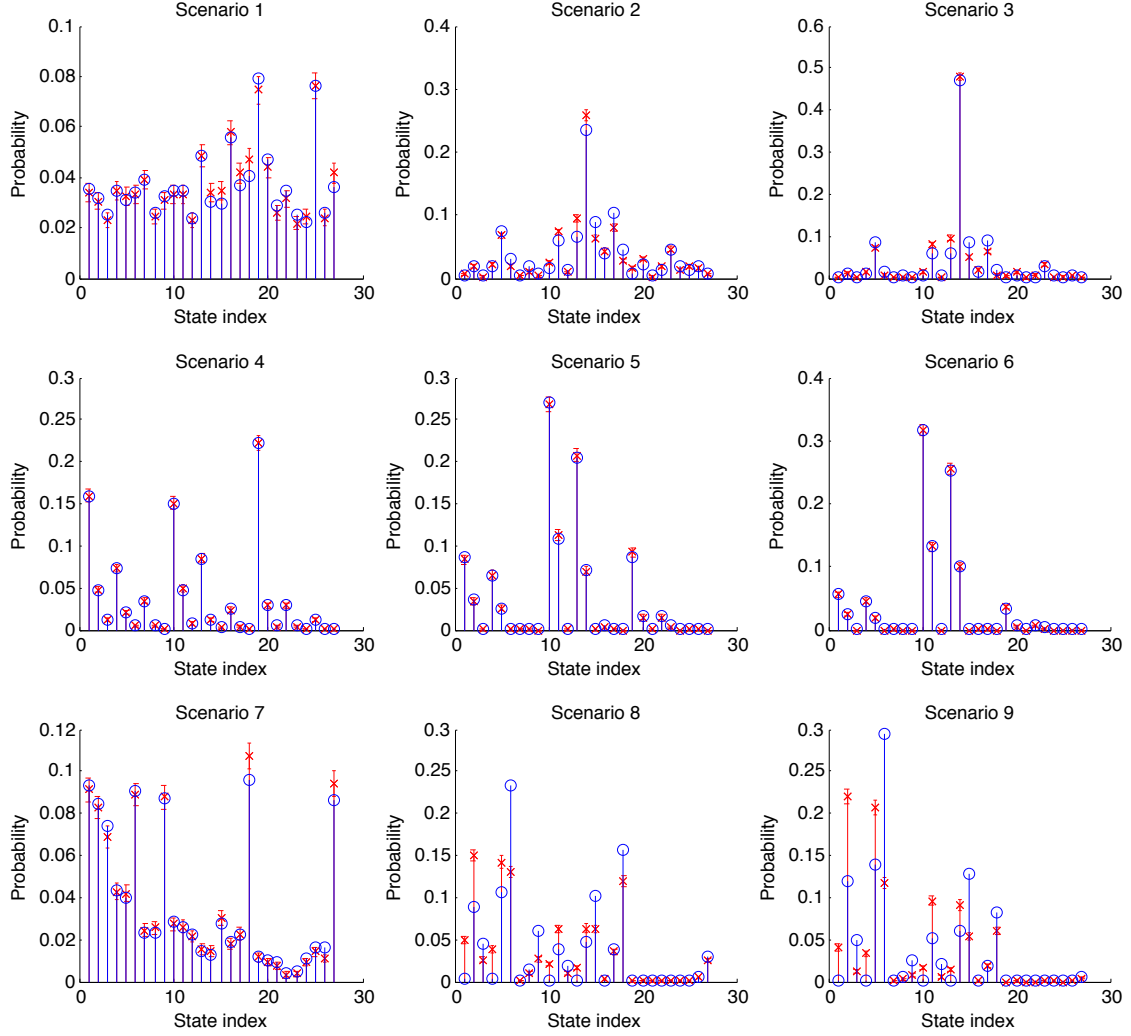 Scenario 1
0.1
0.08
0.06
0.04
0.02
0
0 10 20 30
Probability
State index
Scenario 2
0.4
0.3
0.2
0.1
0
0 10 20 30
Probability
State index
Scenario 3
0.6
0.5
0.4
0.3
0.2
0.1
0
0 10 20 30
Probability
State index
Scenario 4
0.3
0.25
0.2
0.15
0.1
0.05
0
0 10 20 30
Probability
State index
Scenario 5
0.3
0.25
0.2
0.15
0.1
0.05
0
0 10 20 30
Probability
State index
Scenario 6
0.4
0.3
0.2
0.1
0
0 10 20 30
Probability
State index
Scenario 7
0.12
0.1
0.08
0.06
0.04
0.02
0
0 10 20 30
Probability
State index
Scenario 8
0.3
0.25
0.2
0.15
0.1
0.05
0
0 10 20 30
Probability
State index
Scenario 9
0.3
0.25
0.2
0.15
0.1
0.05
0
0 10 20 30
Probability
State index